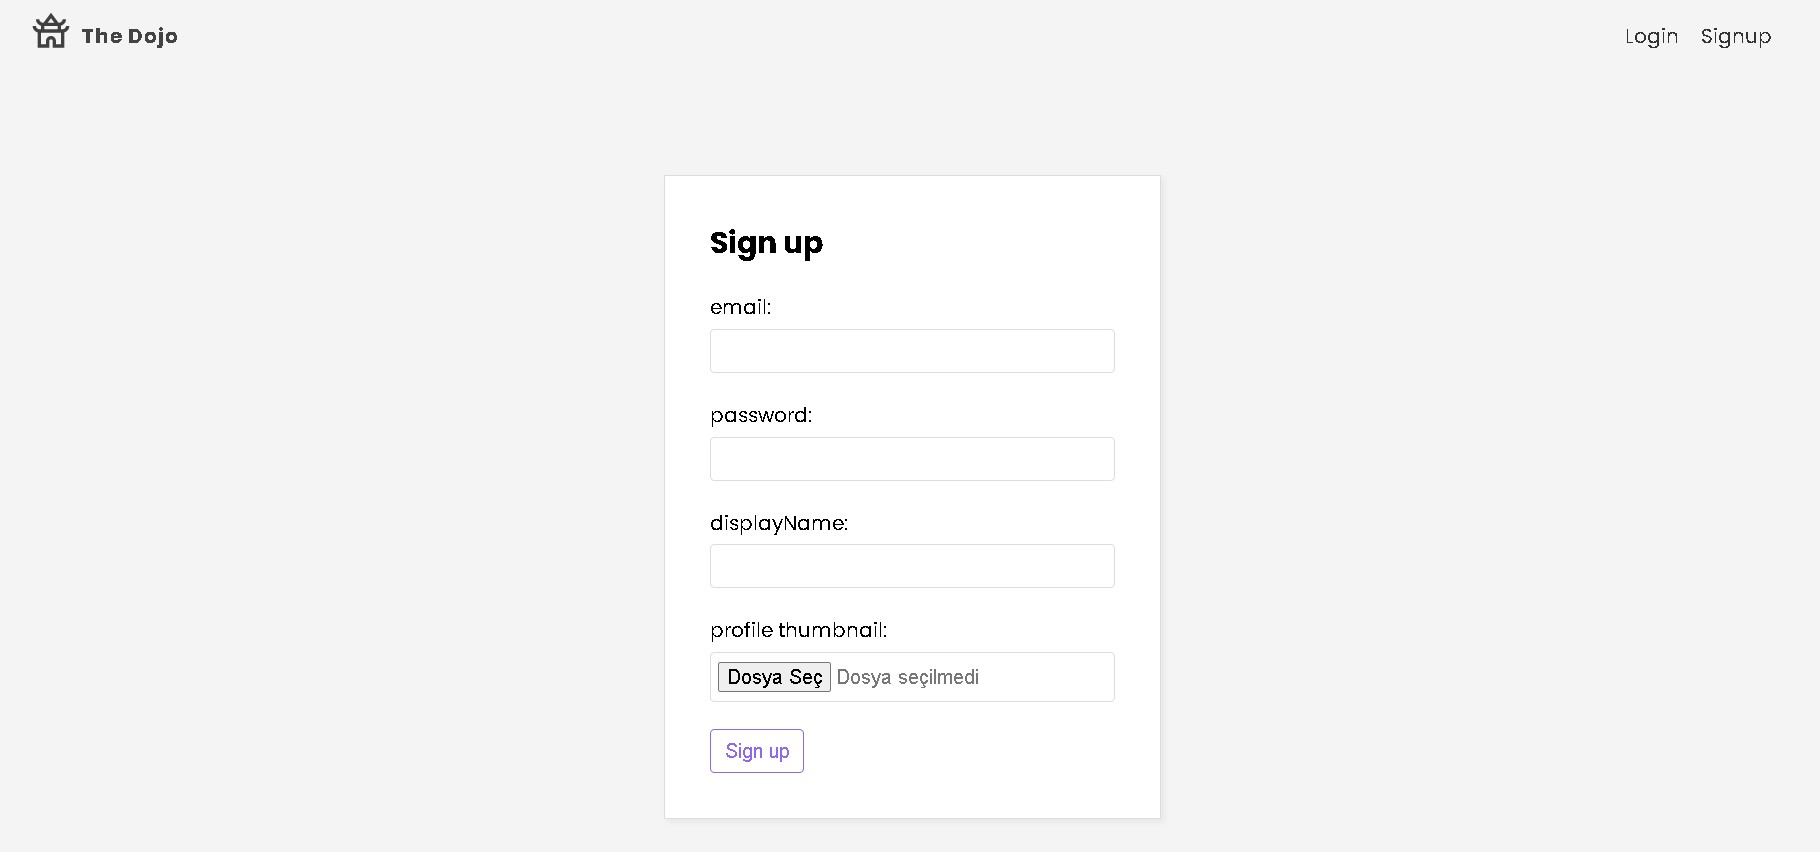 The Dojo
Login Signup
Sign up
email:
password:
displayName:
profile thumbnail:
Dosya Seç Dosya seçilmedi
Sign up